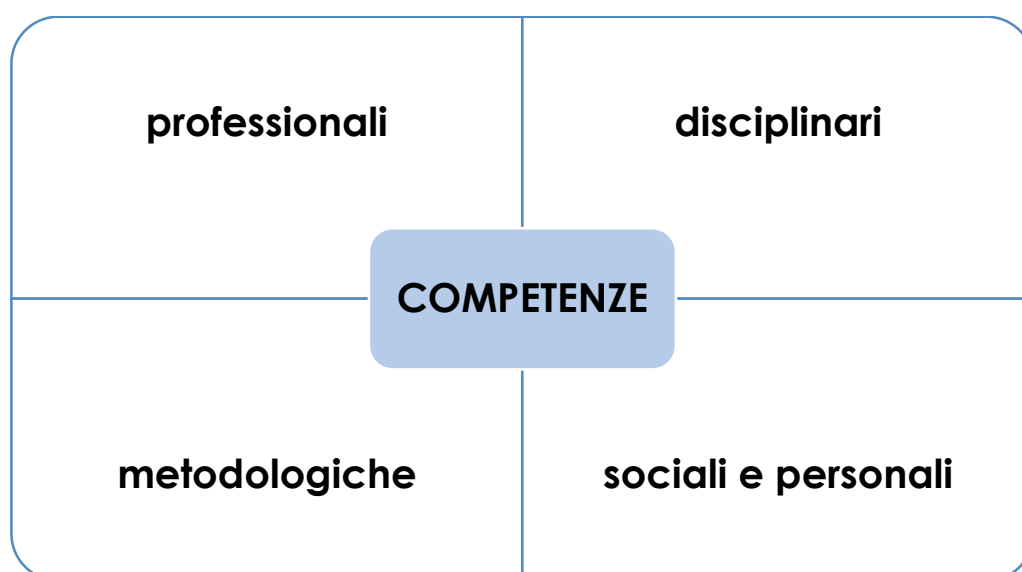 professionali
disciplinari
COMPETENZE
metodologiche
sociali e personali